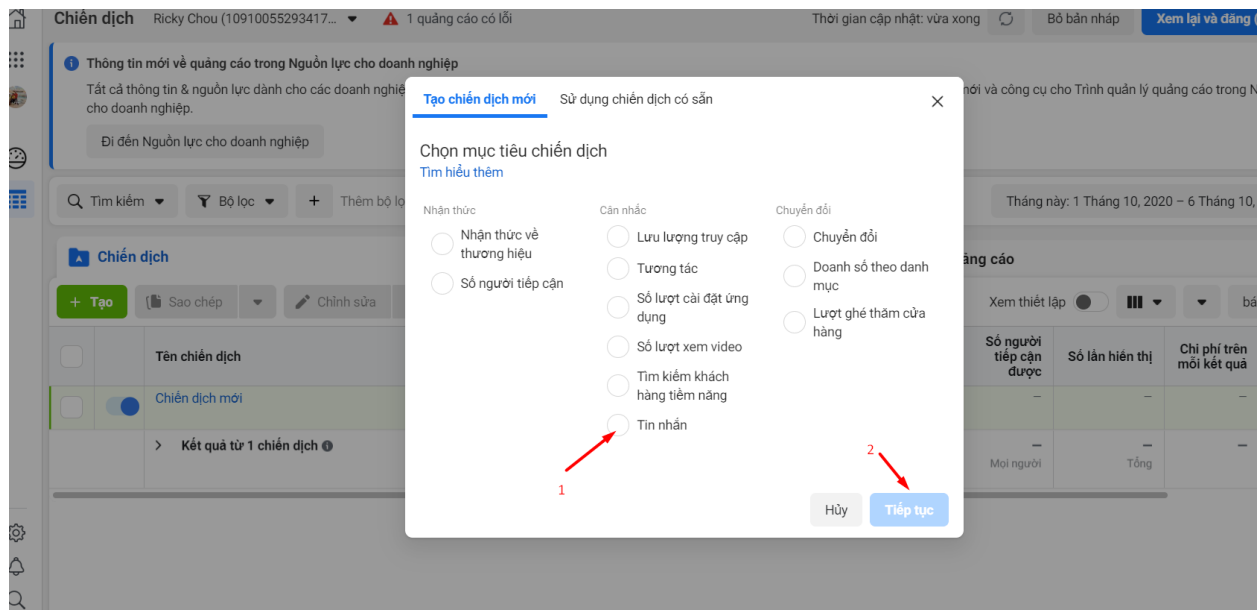 Chiến dịch
Ricky Chou (10910055293417...
1 quảng cáo có lỗi
Thời gian cập nhật: vừa xong
Bỏ bản nháp
Xem lại và đăng (
Thông tin mới về quảng cáo trong Nguồn lực cho doanh nghiệp
Tất cả thông tin & nguồn lực dành cho các doanh nghiệ
mới và công cụ cho Trình quản lý quảng cáo trong N
cho doanh nghiệp.
Đi đến Nguồn lực cho doanh nghiệp
Tạo chiến dịch mới
Sử dụng chiến dịch có sẵn
Chọn mục tiêu chiến dịch
Tìm hiểu thêm
Tìm kiếm
Bộ lọc
Thêm bộ lọ
Tháng này: 1 Tháng 10, 2020 – 6 Tháng 10,
Nhận thức
Nhận thức về
thương hiệu
Số người tiếp cận
Cân nhắc
Lưu lượng truy cập
Tương tác
Số lượt cài đặt ứng
dụng
Số lượt xem video
Tìm kiếm khách
hàng tiềm năng
Tin nhắn
Chuyển đổi
Chuyển đổi
Doanh số theo danh
mục
Lượt ghé thăm cửa
hàng
1
2
Hủy
Tiếp tục
Chiến dịch
ảng cáo
+ Tạo
Sao chép
Chỉnh sửa
Xem thiết lập
bá
Tên chiến dịch
Số người
tiếp cận
được
Số lần hiển thị
Chi phí trên
mỗi kết quả
Chiến dịch mới
— — —
Kết quả từ 1 chiến dịch
— — —
Mọi người
Tổng